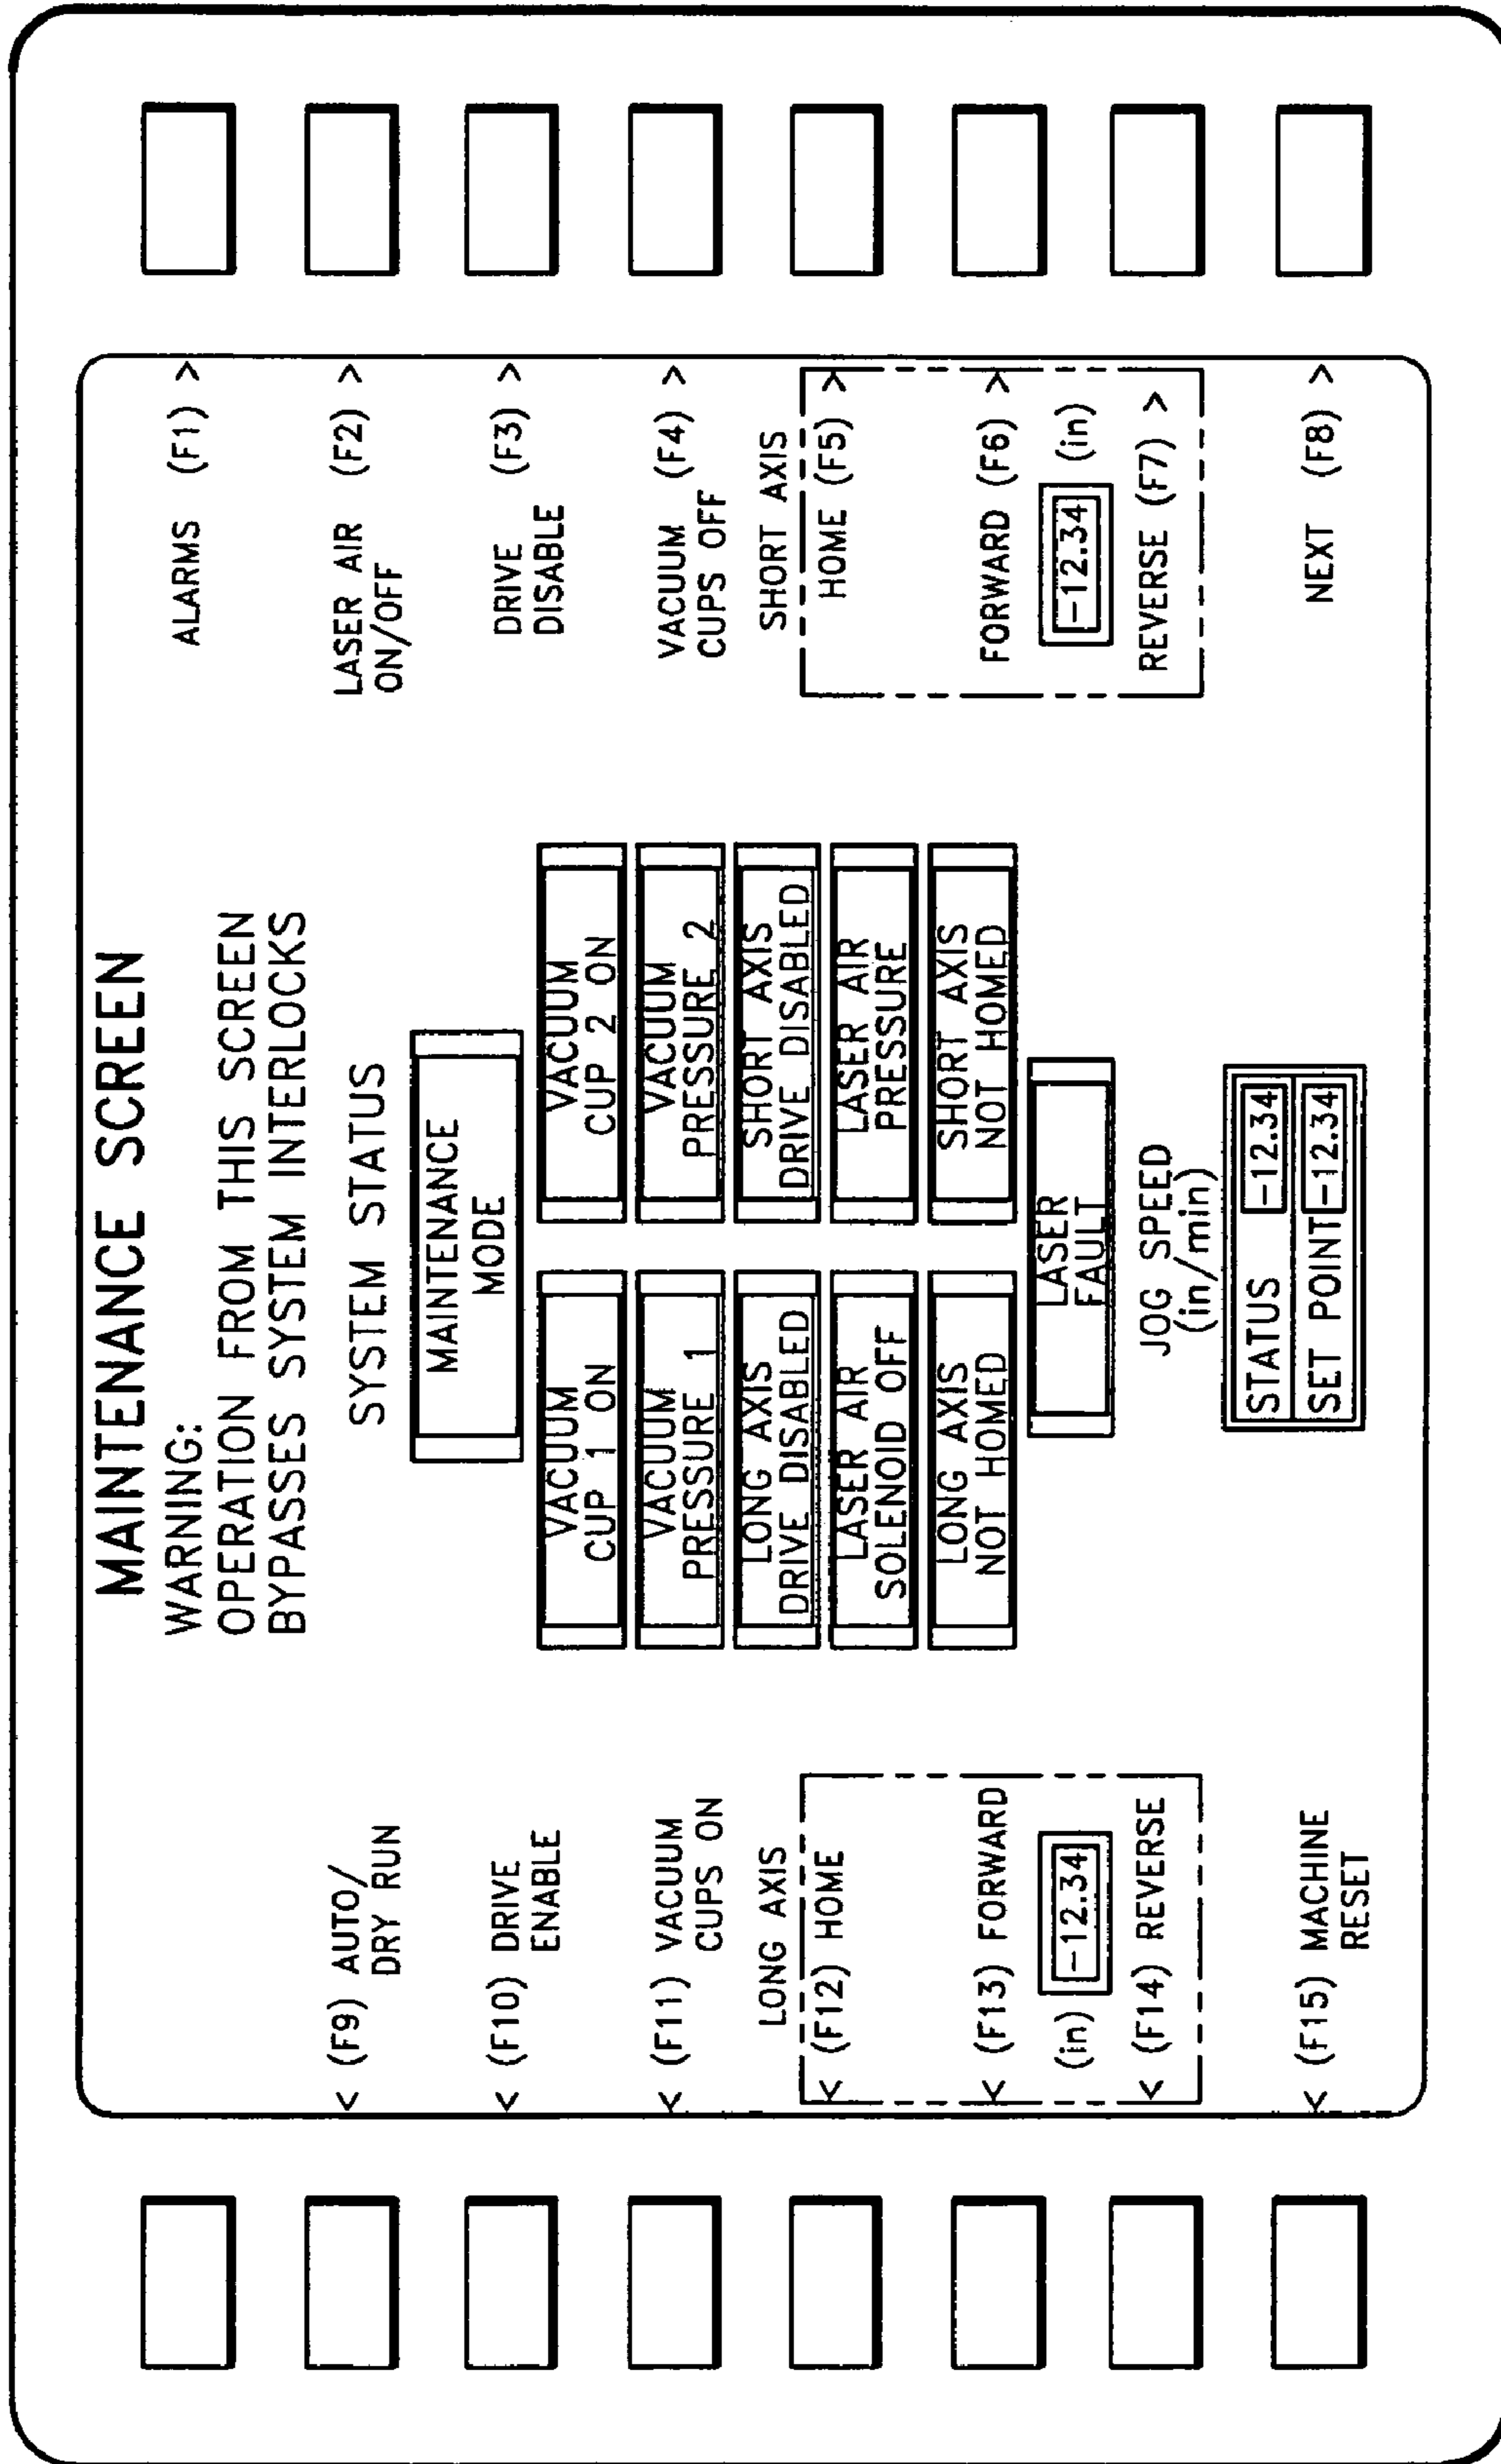 MAINTENANCE SCREEN
WARNING:
OPERATION FROM THIS SCREEN
BYPASSES SYSTEM INTERLOCKS
SYSTEM STATUS
MAINTENANCE
MODE
< (F9) AUTO/
DRY RUN
< (F10) DRIVE
ENABLE
< (F11) VACUUM
CUPS ON
LONG AXIS
< (F12) HOME
< (F13) FORWARD
(in) -12.34
< (F14) REVERSE
< (F15) MACHINE
RESET
VACUUM
CUP 1 ON
VACUUM
CUP 2 ON
VACUUM
PRESSURE 1
VACUUM
PRESSURE 2
LONG AXIS
DRIVE DISABLED
SHORT AXIS
DRIVE DISABLED
LASER AIR
SOLENOID OFF
LASER AIR
PRESSURE
LONG AXIS
NOT HOMED
SHORT AXIS
NOT HOMED
LASER
FAULT
JOG SPEED
(in/min)
STATUS -12.34
SET POINT -12.34
ALARMS (F1) >
LASER AIR (F2) >
ON/OFF
DRIVE (F3) >
DISABLE
VACUUM (F4) >
CUPS OFF
SHORT AXIS
HOME (F5) >
FORWARD (F6) >
-12.34 (in)
REVERSE (F7) >
NEXT (F8) >